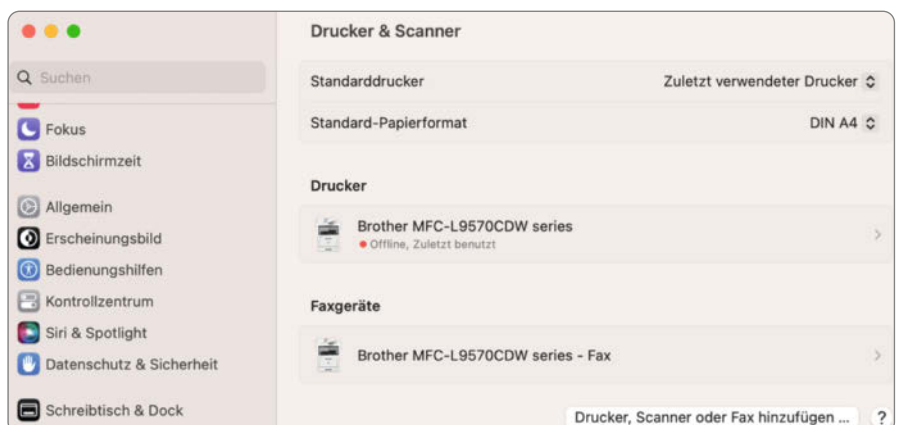 Drucker & Scanner
Suchen
Fokus
Bildschirmzeit
Allgemein
Erscheinungsbild
Bedienungshilfen
Kontrollzentrum
Siri & Spotlight
Datenschutz & Sicherheit
Schreibtisch & Dock
Standarddrucker Zuletzt verwendeter Drucker
Standard-Papierformat DIN A4
Drucker
Brother MFC-L9570CDW series
Offline, Zuletzt benutzt
Faxgeräte
Brother MFC-L9570CDW series - Fax
Drucker, Scanner oder Fax hinzufügen ... ?